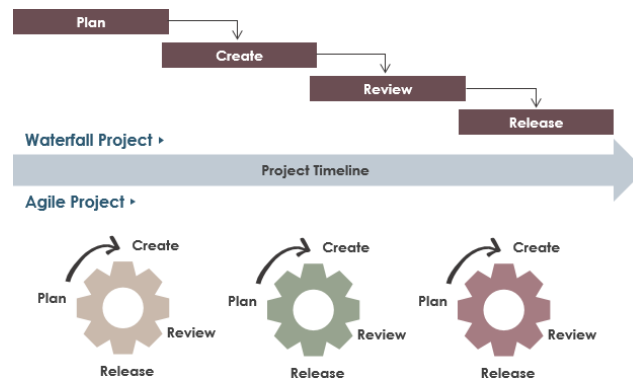 Plan
Create
Review
Release
Waterfall Project ▸
Project Timeline
Agile Project ▸
Create
Plan
Review
Release
Create
Plan
Review
Release
Create
Plan
Review
Release